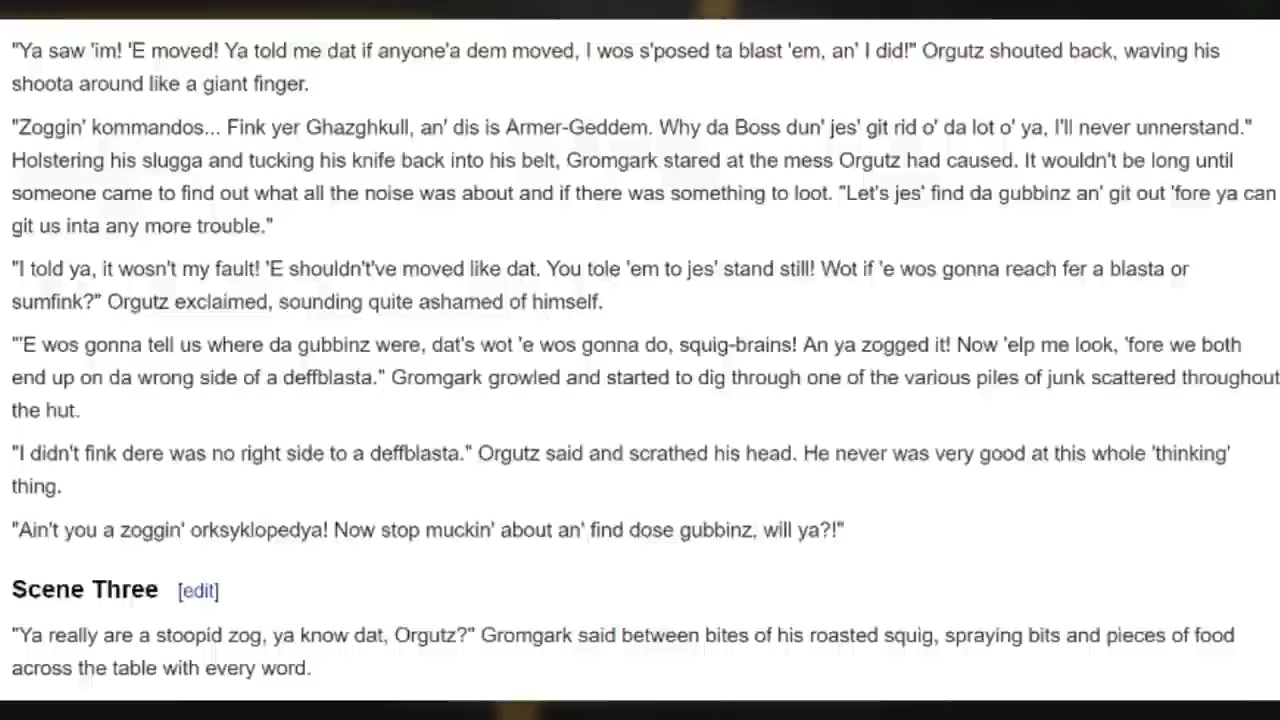 "Ya saw 'im! 'E moved! Ya told me dat if anyone'a dem moved, I wos s'posed ta blast 'em, an' I did!" Orgutz shouted back, waving his
shoota around like a giant finger.
"Zoggin' kommandos... Fink yer Ghazghkull, an' dis is Armer-Geddem. Why da Boss dun' jes' git rid o' da lot o' ya, I'll never unnerstand."
Holstering his slugga and tucking his knife back into his belt, Gromgark stared at the mess Orgutz had caused. It wouldn't be long until
someone came to find out what all the noise was about and if there was something to loot. "Let's jes' find da gubbinz an' git out 'fore ya can
git us inta any more trouble."
"I told ya, it wosn't my fault! 'E shouldn't've moved like dat. You tole 'em to jes' stand still! Wot if 'e wos gonna reach fer a blasta or
sumfink?" Orgutz exclaimed, sounding quite ashamed of himself.
"'E wos gonna tell us where da gubbinz were, dat's wot 'e wos gonna do, squig-brains! An ya zogged it! Now 'elp me look, 'fore we both
end up on da wrong side of a deffblasta." Gromgark growled and started to dig through one of the various piles of junk scattered throughout
the hut.
"I didn't fink dere was no right side to a deffblasta." Orgutz said and scrathed his head. He never was very good at this whole 'thinking'
thing.
"Ain't you a zoggin' orksyklopedya! Now stop muckin' about an' find dose gubbinz, will ya?!"
Scene Three [edit]
"Ya really are a stoopid zog, ya know dat, Orgutz?" Gromgark said between bites of his roasted squig, spraying bits and pieces of food
across the table with every word.